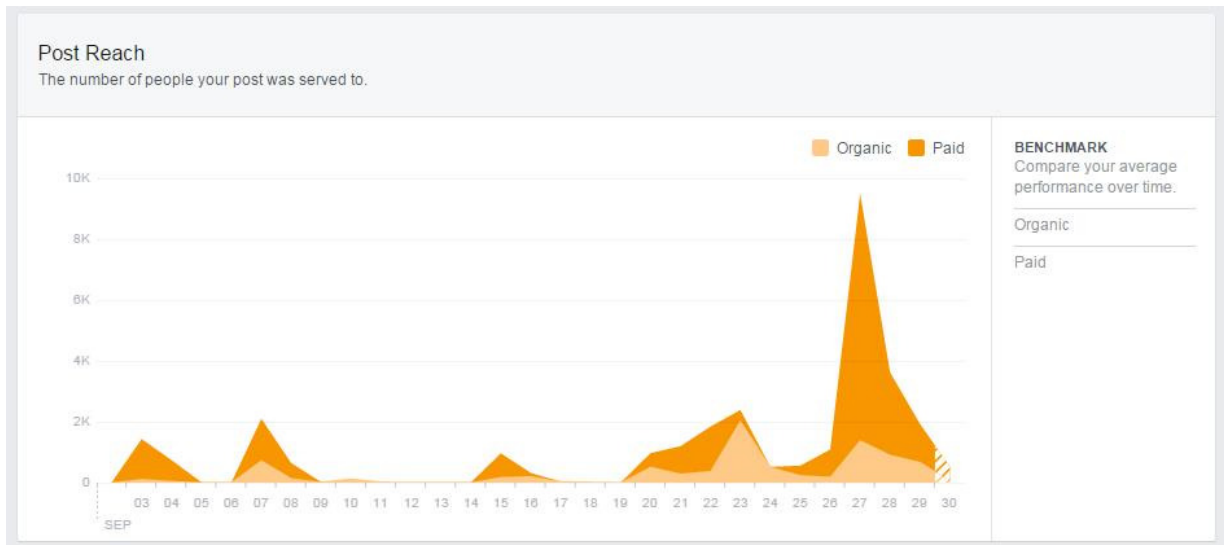 Post Reach
The number of people your post was served to.
Organic Paid
BENCHMARK
Compare your average
performance over time.
Organic
Paid
10K
8K
6K
4K
2K
0
03 04 05 06 07 08 09 10 11 12 13 14 15 16 17 18 19 20 21 22 23 24 25 26 27 28 29 30
SEP